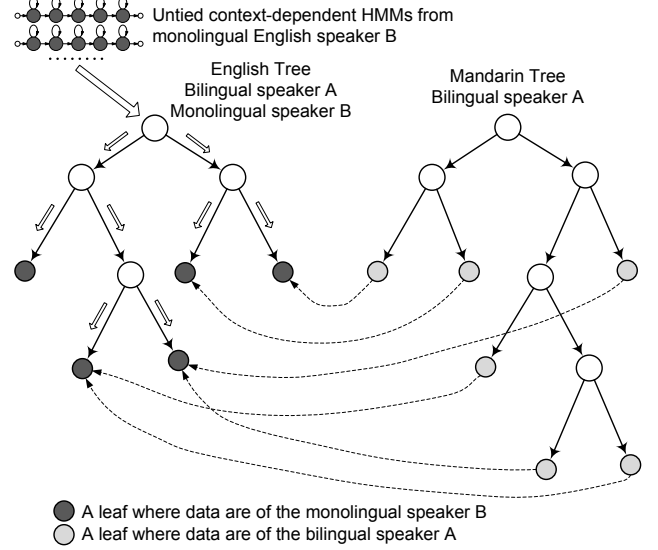 Untied context-dependent HMMs from
monolingual English speaker B
English Tree
Bilingual speaker A
Monolingual speaker B
Mandarin Tree
Bilingual speaker A
A leaf where data are of the monolingual speaker B
A leaf where data are of the bilingual speaker A